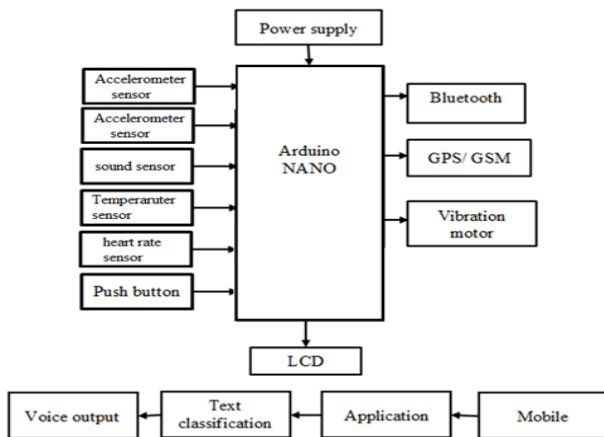 Power supply
Accelerometer
sensor
Accelerometer
sensor
sound sensor
Temperaruter
sensor
heart rate
sensor
Push button
Arduino
NANO
Bluetooth
GPS/ GSM
Vibration
motor
LCD
Voice output
Text
classification
Application
Mobile